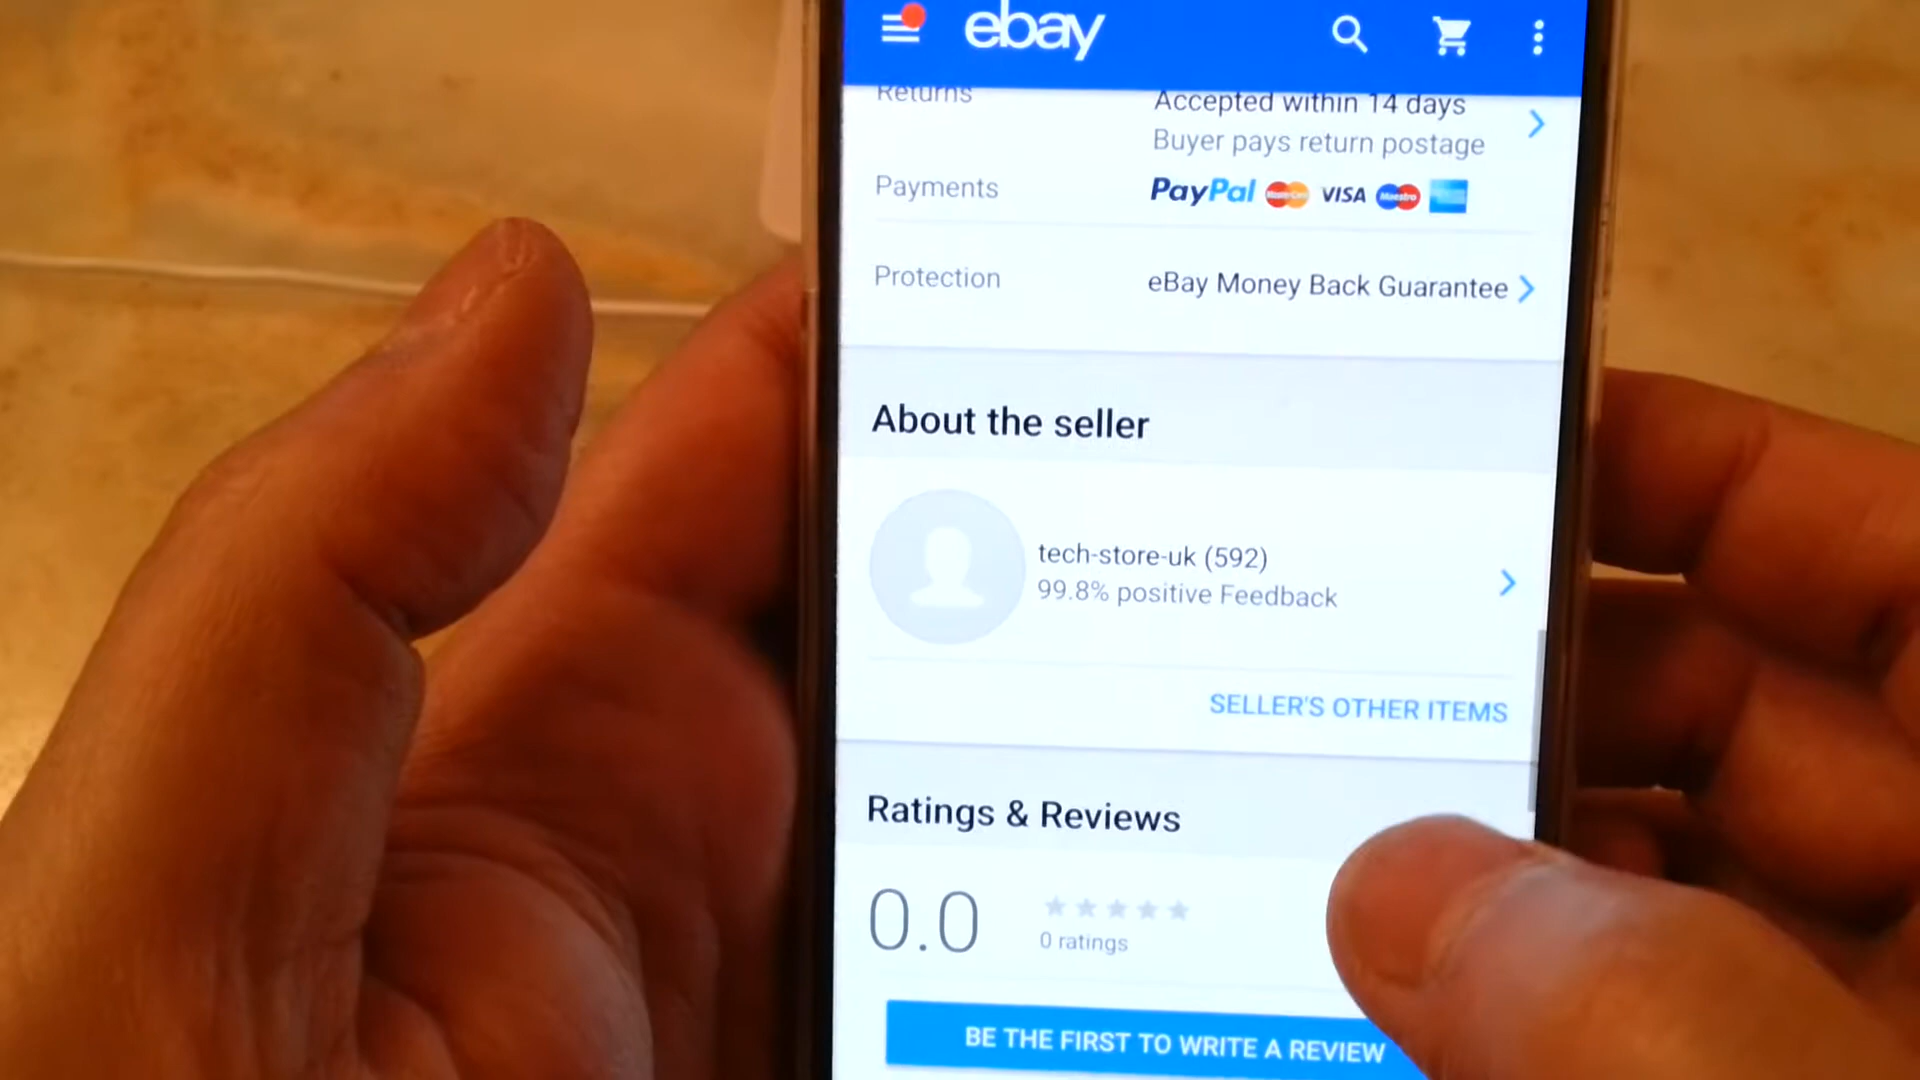 ebay
Returns
Accepted within 14 days
Buyer pays return postage
Payments
PayPal MasterCard VISA Maestro
Protection
eBay Money Back Guarantee
About the seller
tech-store-uk (592)
99.8% positive Feedback
SELLER'S OTHER ITEMS
Ratings & Reviews
0.0
0 ratings
BE THE FIRST TO WRITE A REVIEW